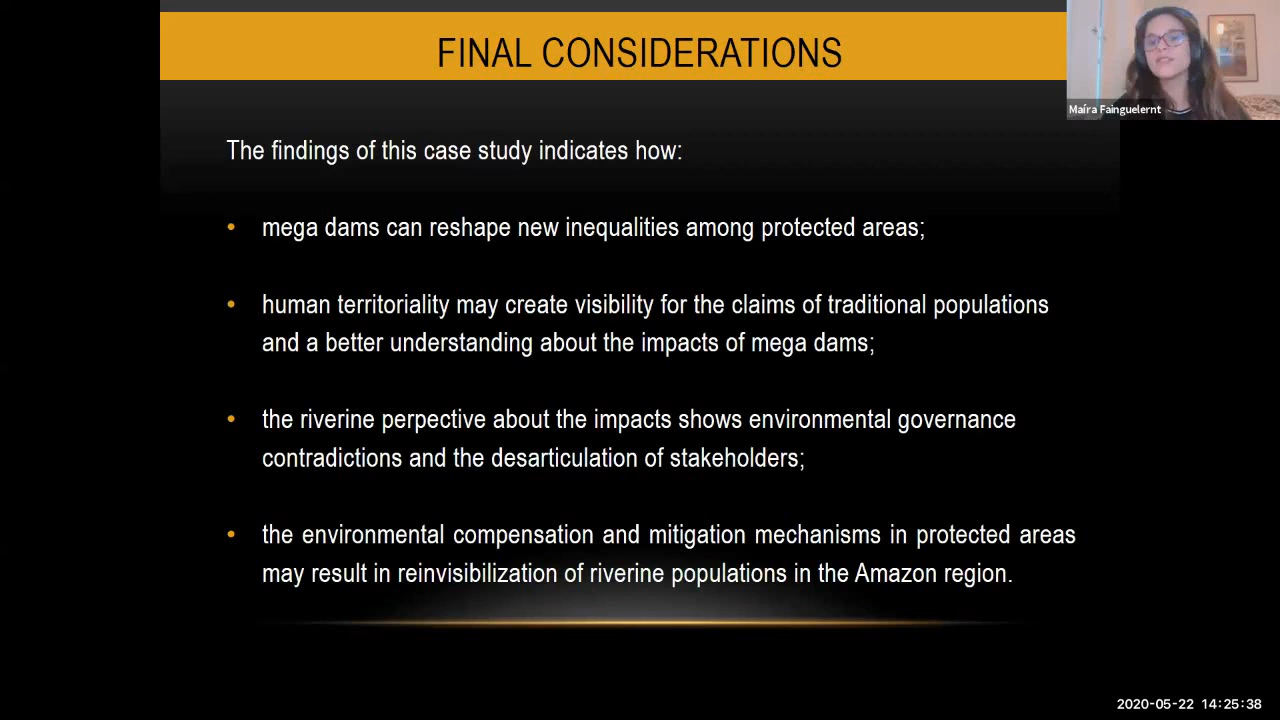 FINAL CONSIDERATIONS
Maíra Fainguelernt
The findings of this case study indicates how:
• mega dams can reshape new inequalities among protected areas;
• human territoriality may create visibility for the claims of traditional populations
and a better understanding about the impacts of mega dams;
• the riverine perpective about the impacts shows environmental governance
contradictions and the desarticulation of stakeholders;
• the environmental compensation and mitigation mechanisms in protected areas
may result in reinvisibilization of riverine populations in the Amazon region.
2020-05-22 14:25:38